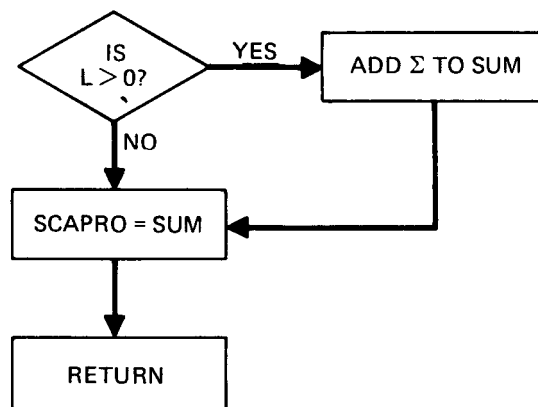 IS
L > 0?
YES
ADD Σ TO SUM
NO
SCAPRO = SUM
RETURN